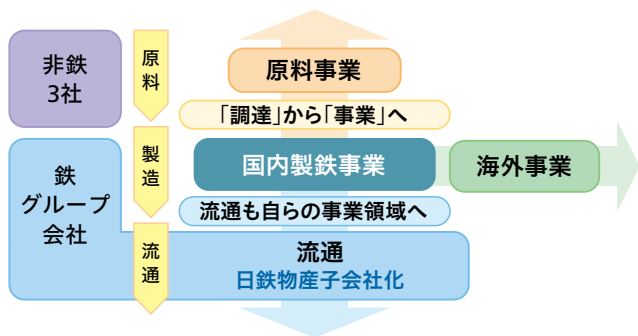 非鉄
3社
原料
原料事業
「調達」から「事業」へ
製造
国内製鉄事業
海外事業
鉄
グループ
会社
流通も自らの事業領域へ
流通
流通
日鉄物産子会社化